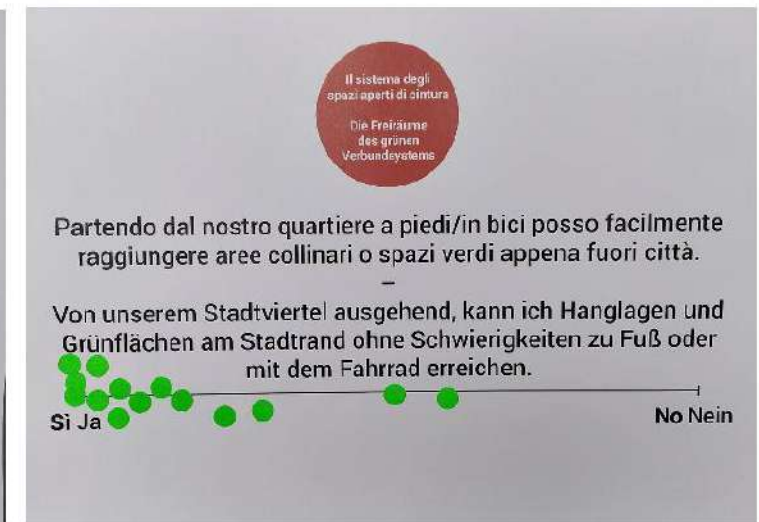 Il sistema degli
spazi aperti di cintura
Die Freiräume
des grünen
Verbundsystems
Partendo dal nostro quartiere a piedi/in bici posso facilmente
raggiungere aree collinari o spazi verdi appena fuori città.
–
Von unserem Stadtviertel ausgehend, kann ich Hanglagen und
Grünflächen am Stadtrand ohne Schwierigkeiten zu Fuß oder
mit dem Fahrrad erreichen.
Sì Ja No Nein